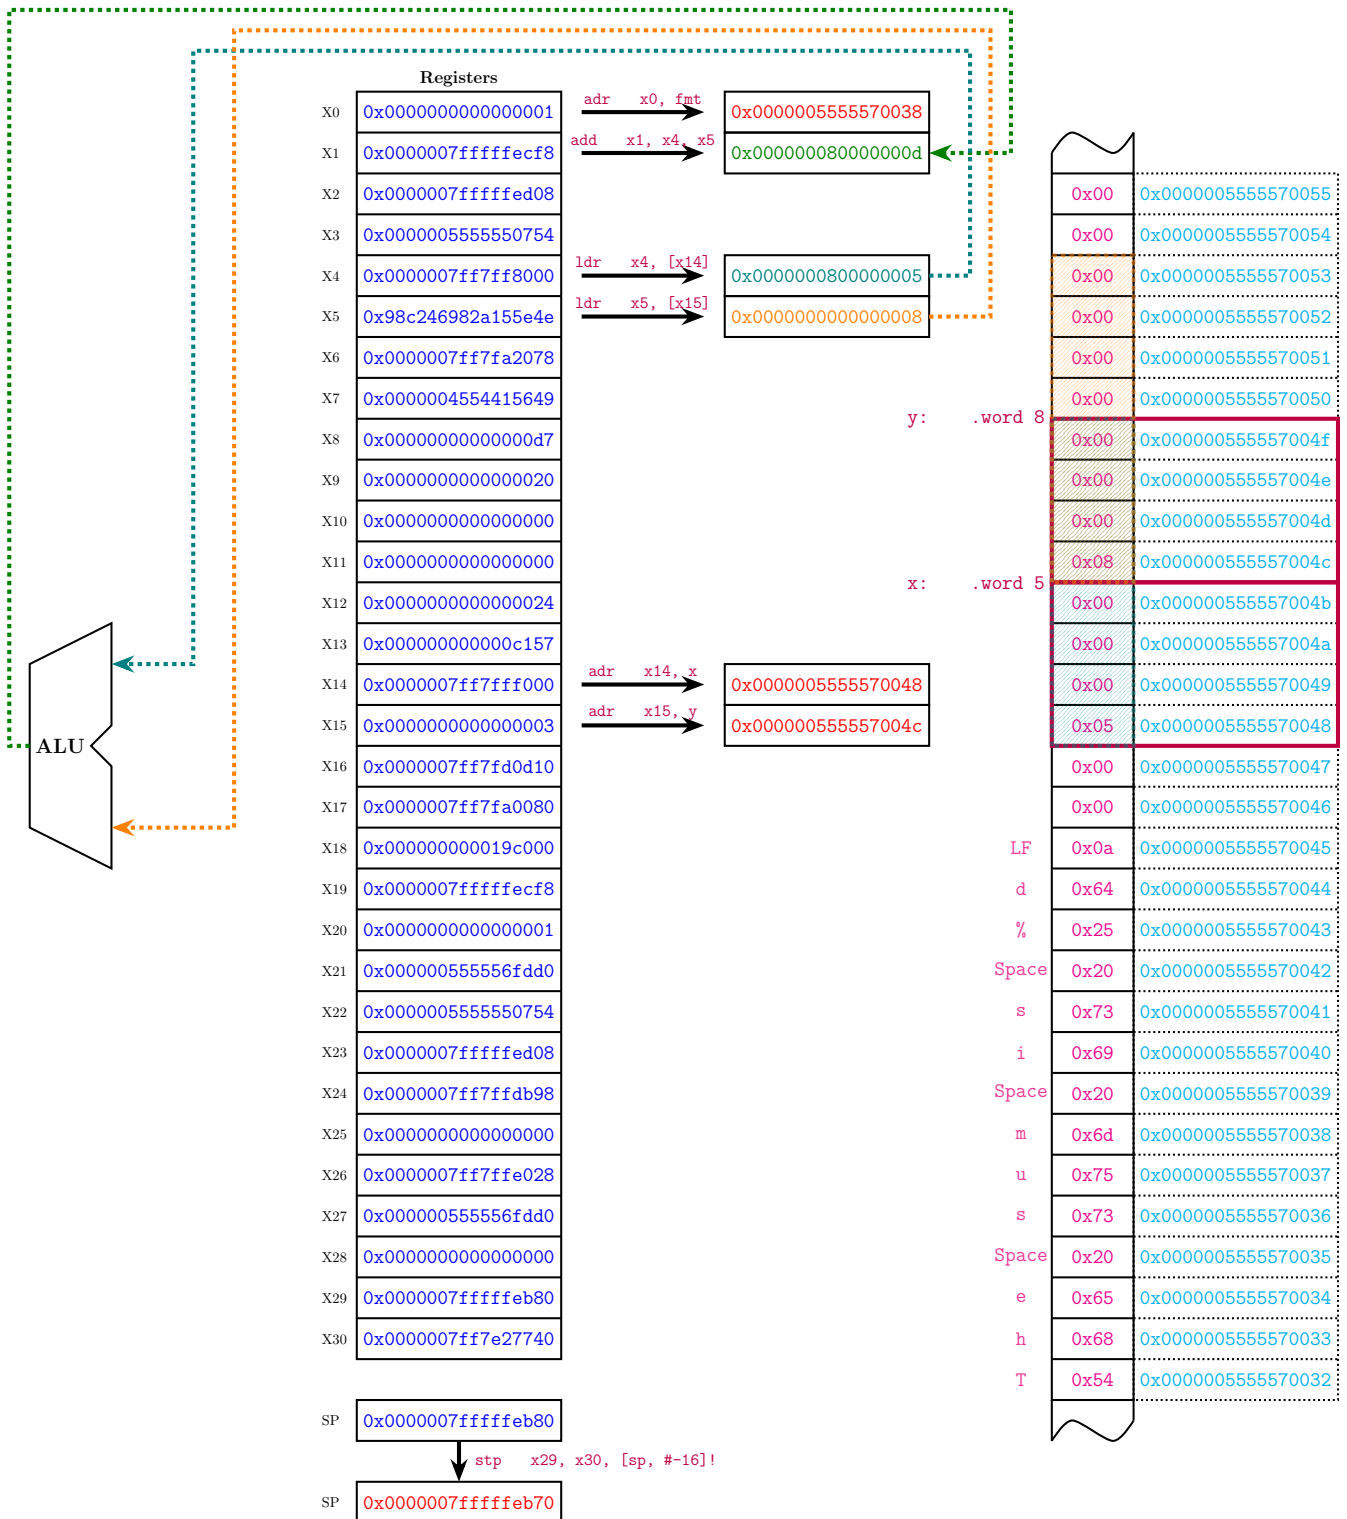 Registers
X0 0x0000000000000001 adr x0, fmt 0x0000005555570038
X1 0x0000007fffffecf8 add x1, x4, x5 0x000000080000000d
X2 0x0000007fffffed08 0x00 0x0000005555570055
X3 0x0000005555550754 0x00 0x0000005555570054
X4 0x0000007ff7ff8000 ldr x4, [x14] 0x0000000800000005 0x00 0x0000005555570053
X5 0x98c246982a155e4e ldr x5, [x15] 0x0000000000000008 0x00 0x0000005555570052
X6 0x0000007ff7fa2078 0x00 0x0000005555570051
X7 0x0000004554415649 0x00 0x0000005555570050
y: .word 8
X8 0x00000000000000d7 0x00 0x000000555557004f
X9 0x0000000000000020 0x00 0x000000555557004e
X10 0x0000000000000000 0x00 0x000000555557004d
X11 0x0000000000000000 0x08 0x000000555557004c
x: .word 5
X12 0x0000000000000024 0x00 0x000000555557004b
X13 0x000000000000c157 0x00 0x000000555557004a
X14 0x0000007ff7fff000 adr x14, x 0x0000005555570048 0x00 0x0000005555570049
X15 0x0000000000000003 adr x15, y 0x000000555557004c 0x05 0x0000005555570048
ALU
X16 0x0000007ff7fd0d10 0x00 0x0000005555570047
X17 0x0000007ff7fa0080 0x00 0x0000005555570046
X18 0x000000000019c000 LF 0x0a 0x0000005555570045
X19 0x0000007fffffecf8 d 0x64 0x0000005555570044
X20 0x0000000000000001 % 0x25 0x0000005555570043
X21 0x000000555556fdd0 Space 0x20 0x0000005555570042
X22 0x0000005555550754 s 0x73 0x0000005555570041
X23 0x0000007fffffed08 i 0x69 0x0000005555570040
X24 0x0000007ff7ffdb98 Space 0x20 0x0000005555570039
X25 0x0000000000000000 m 0x6d 0x0000005555570038
X26 0x0000007ff7ffe028 u 0x75 0x0000005555570037
X27 0x000000555556fdd0 s 0x73 0x0000005555570036
X28 0x0000000000000000 Space 0x20 0x0000005555570035
X29 0x0000007fffffeb80 e 0x65 0x0000005555570034
X30 0x0000007ff7e27740 h 0x68 0x0000005555570033
T 0x54 0x0000005555570032
SP 0x0000007fffffeb80
stp x29, x30, [sp, #-16]!
SP 0x0000007fffffeb70